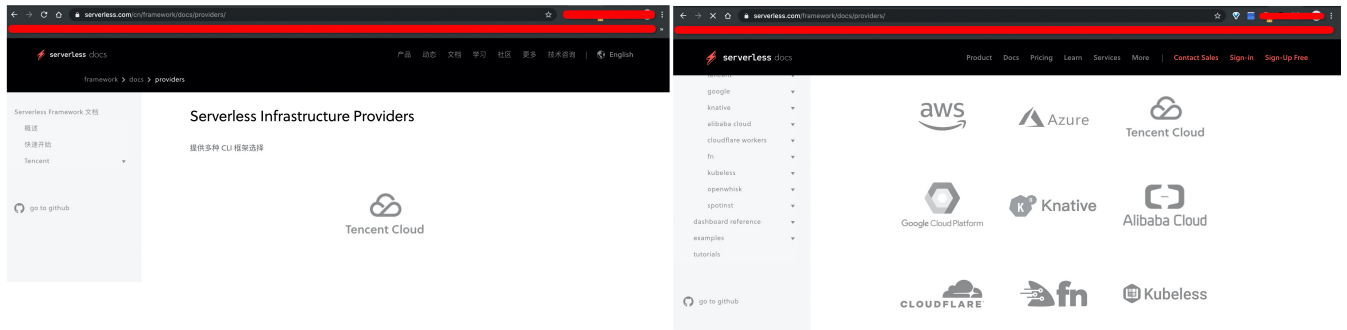 serverless.com/cn/framework/docs/providers/
serverless docs
产品 动态 文档 学习 社区 更多 技术咨询 | English
framework > docs > providers
Serverless Framework 文档
概述
快速开始
Tencent
go to github
Serverless Infrastructure Providers
提供多种 CLI 框架选择
Tencent Cloud
serverless.com/framework/docs/providers/
serverless docs
Product Docs Pricing Learn Services More | Contact Sales Sign-in Sign-Up Free
tencent
google
knative
alibaba cloud
cloudflare workers
fn
kubeless
openwhisk
spotinst
dashboard reference
examples
tutorials
go to github
aws
Azure
Tencent Cloud
Google Cloud Platform
K Knative
Alibaba Cloud
CLOUDFLARE
fn
Kubeless